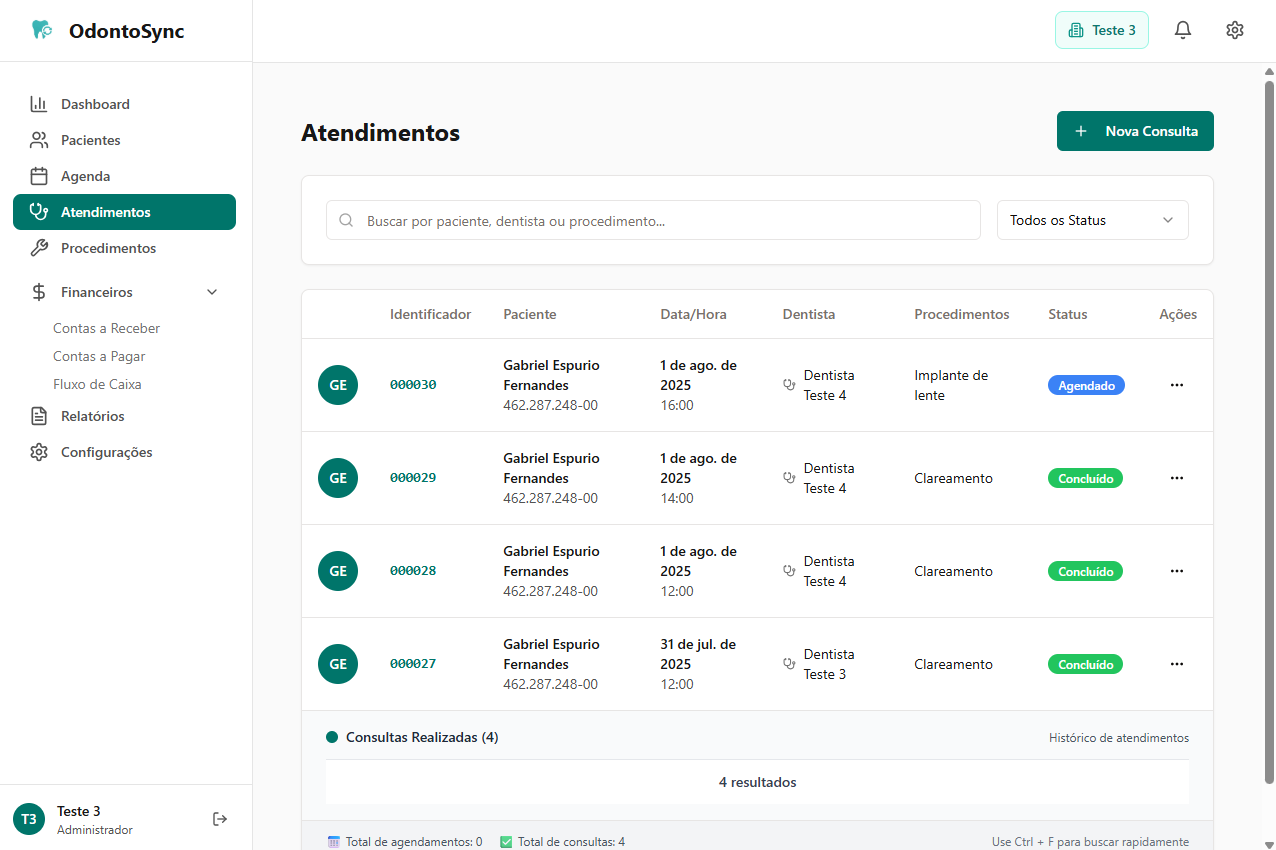 OdontoSync
Teste 3
Dashboard
Pacientes
Agenda
Atendimentos
Procedimentos
Financeiros
Contas a Receber
Contas a Pagar
Fluxo de Caixa
Relatórios
Configurações
T3
Teste 3
Administrador
Atendimentos
Nova Consulta
Buscar por paciente, dentista ou procedimento...
Todos os Status
Identificador Paciente Data/Hora Dentista Procedimentos Status Ações
GE
000030
Gabriel Espurio
Fernandes
462.287.248-00
1 de ago. de
2025
16:00
Dentista
Teste 4
Implante de
lente
Agendado
GE
000029
Gabriel Espurio
Fernandes
462.287.248-00
1 de ago. de
2025
14:00
Dentista
Teste 4
Clareamento
Concluído
GE
000028
Gabriel Espurio
Fernandes
462.287.248-00
1 de ago. de
2025
12:00
Dentista
Teste 4
Clareamento
Concluído
GE
000027
Gabriel Espurio
Fernandes
462.287.248-00
31 de jul. de
2025
12:00
Dentista
Teste 3
Clareamento
Concluído
Consultas Realizadas (4)
Histórico de atendimentos
4 resultados
Total de agendamentos: 0
Total de consultas: 4
Use Ctrl + F para buscar rapidamente